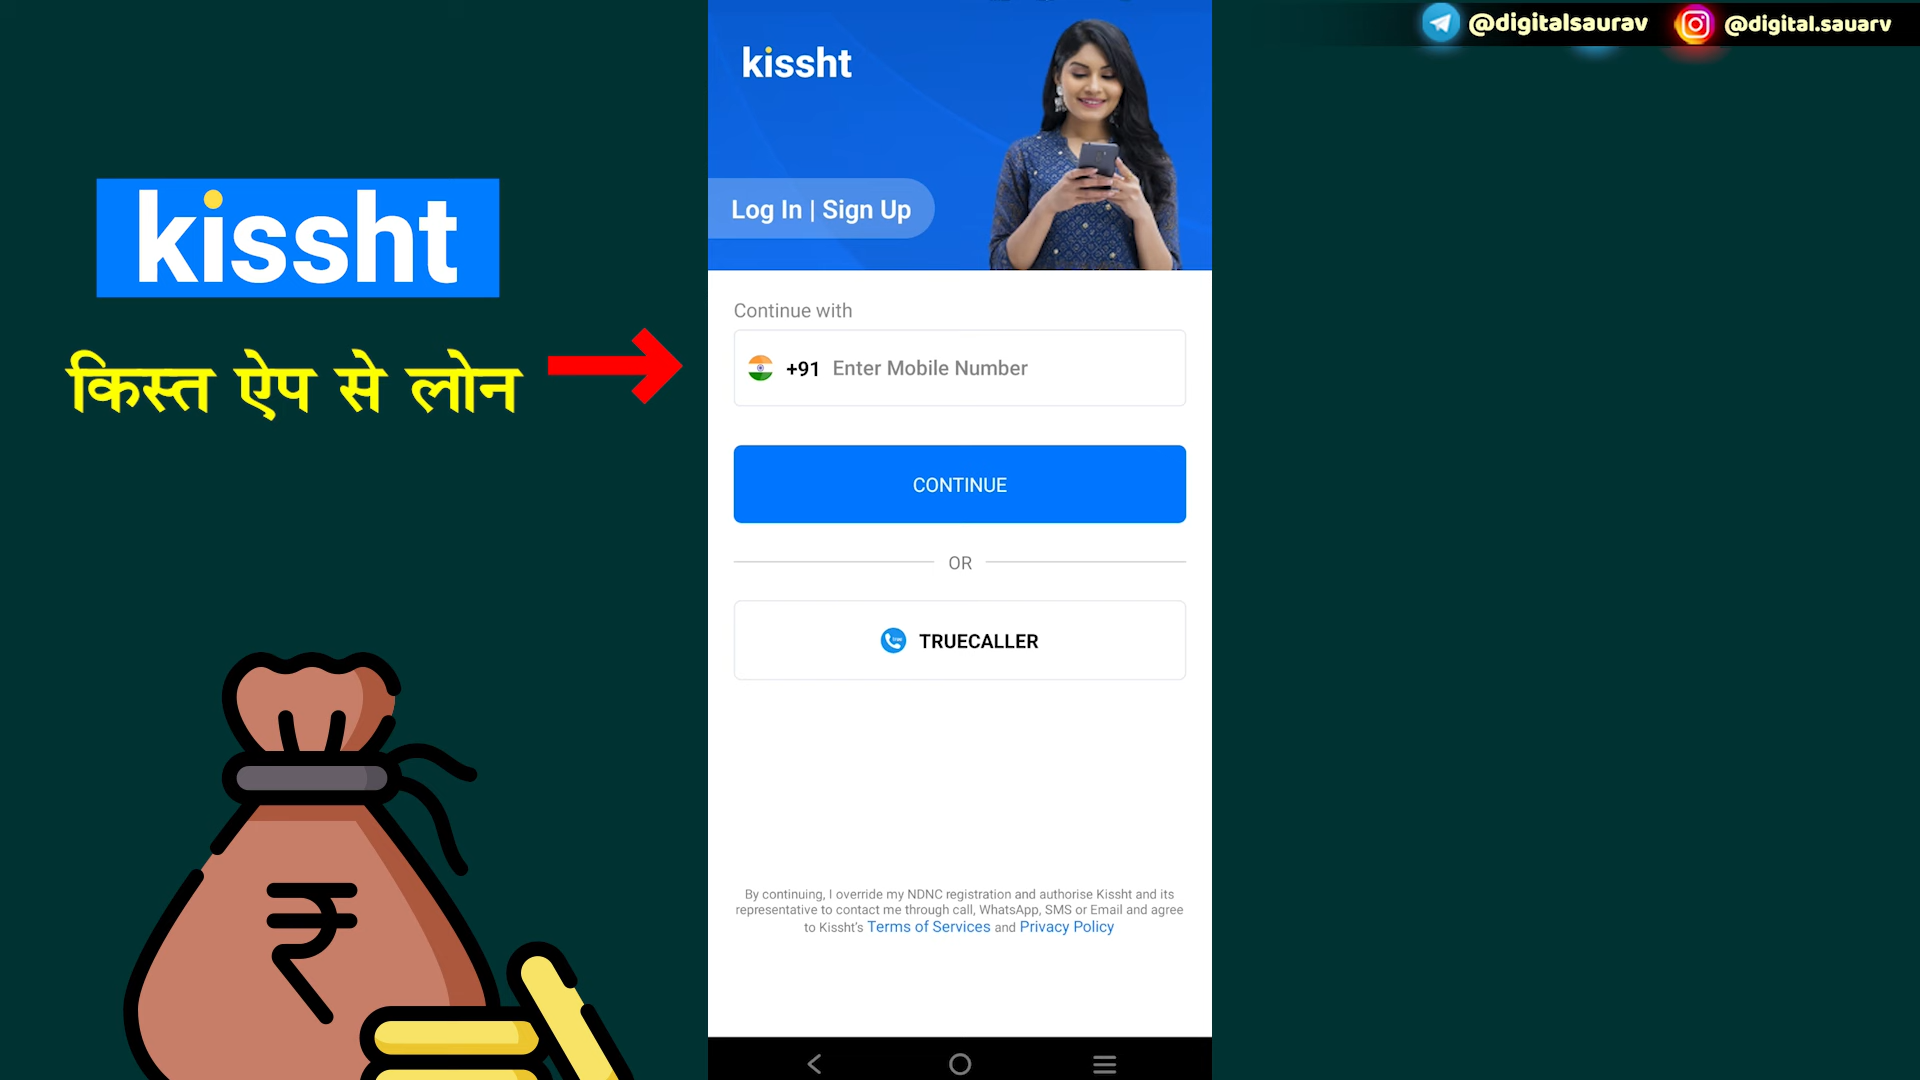 @digitalsaurav
@digital.sauarv
kissht
किस्त ऐप से लोन
kissht
Log In | Sign Up
Continue with
+91 Enter Mobile Number
CONTINUE
OR
TRUECALLER
By continuing, I override my NDNC registration and authorise Kissht and its
representative to contact me through call, WhatsApp, SMS or Email and agree
to Kissht's Terms of Services and Privacy Policy
₹